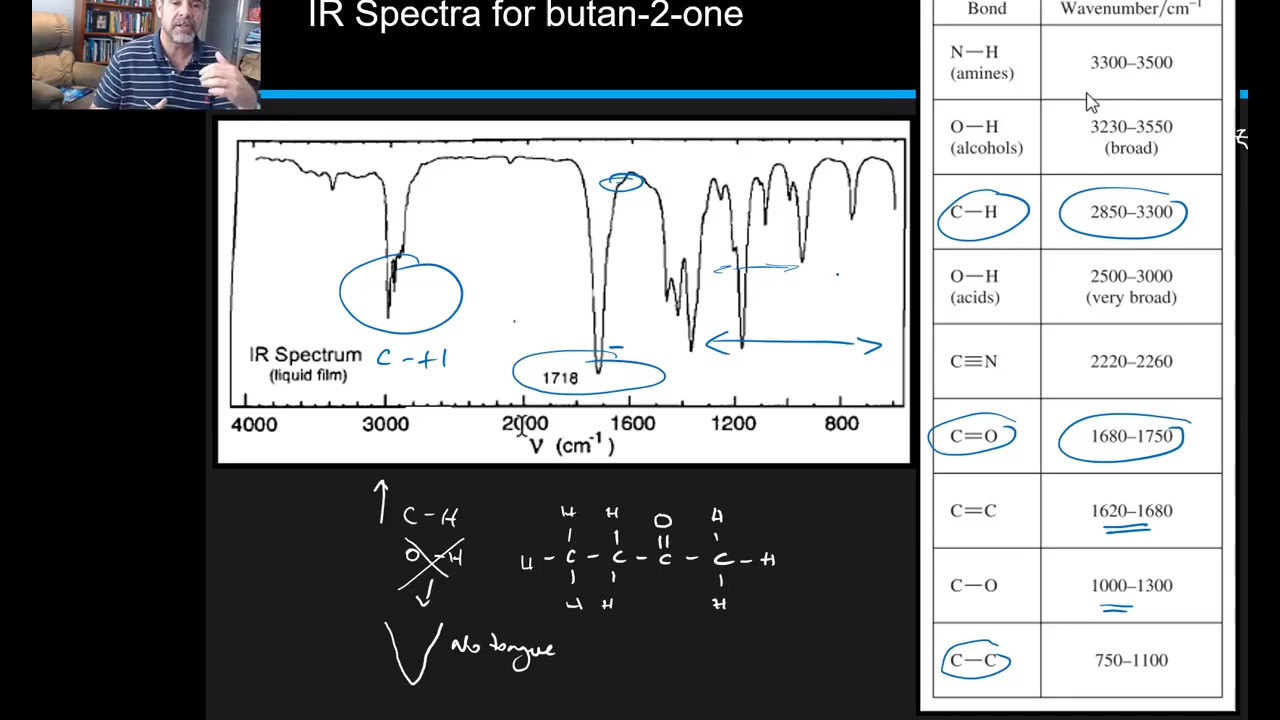 IR Spectra for butan-2-one
Bond Wavenumber/cm⁻¹
N—H
(amines)
3300–3500
O—H
(alcohols)
3230–3550
(broad)
C—H 2850–3300
O—H
(acids)
2500–3000
(very broad)
C≡N 2220–2260
C=O 1680–1750
C=C 1620–1680
C—O 1000–1300
C—C 750–1100
IR Spectrum
(liquid film)
C-H
1718
4000 3000 2000 1600 1200 800
ν (cm⁻¹)
C-H
O-H
No tongue
H H O H
H - C - C - C - C - H
H H H